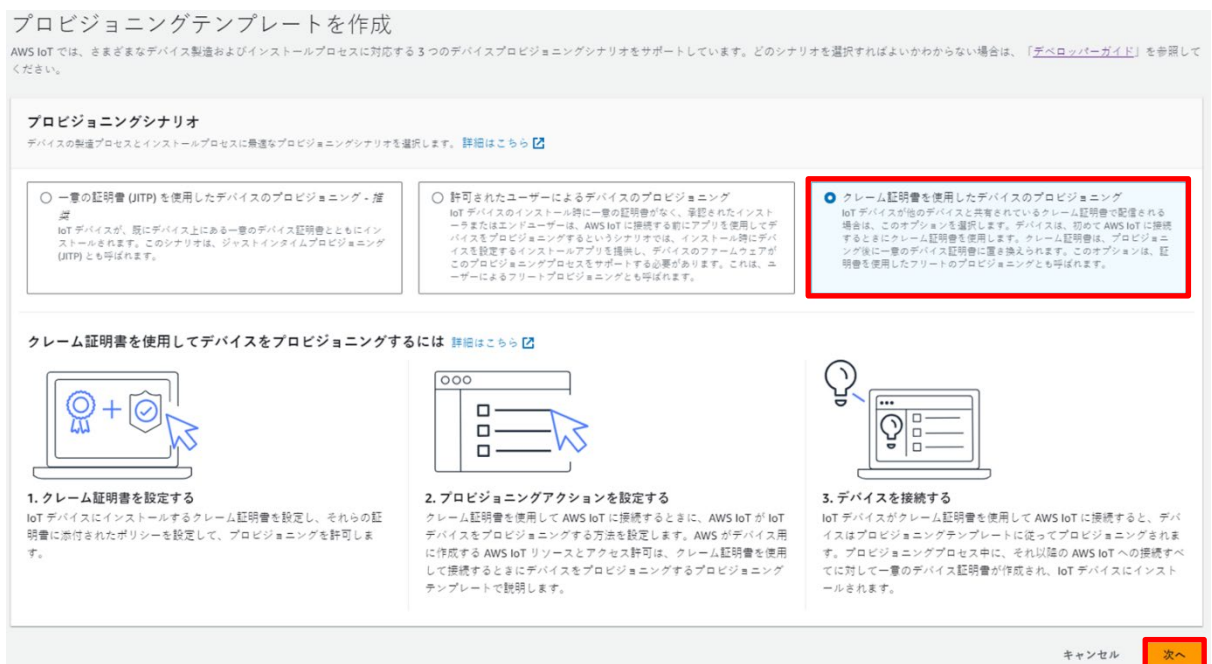 プロビジョニングテンプレートを作成
AWS IoT では、さまざまなデバイス製造およびインストールプロセスに対応する 3 つのデバイスプロビジョニングシナリオをサポートしています。どのシナリオを選択すればよいかわからない場合は、「デベロッパーガイド」を参照して
ください。
プロビジョニングシナリオ
デバイスの製造プロセスとインストールプロセスに最適なプロビジョニングシナリオを選択します。 詳細はこちら
一意の証明書 (JITP) を使用したデバイスのプロビジョニング - 推
奨
IoT デバイスが、既にデバイス上にある一意のデバイス証明書とともにイン
ストールされます。このシナリオは、ジャストインタイムプロビジョニング
(JITP) とも呼ばれます。
許可されたユーザーによるデバイスのプロビジョニング
IoT デバイスのインストール時に一意の証明書がなく、承認されたインスト
ーラまたはエンドユーザーは、AWS IoT に接続する前にアプリを使用してデ
バイスをプロビジョニングするというシナリオでは、インストール時にデバ
イスを設定するインストールアプリを提供し、デバイスのファームウェアが
このプロビジョニングプロセスをサポートする必要があります。これは、ユ
ーザーによるフリートプロビジョニングとも呼ばれます。
クレーム証明書を使用したデバイスのプロビジョニング
IoT デバイスが他のデバイスと共有されているクレーム証明書で配信される
場合は、このオプションを選択します。デバイスは、初めて AWS IoT に接続
するときにクレーム証明書を使用します。クレーム証明書は、プロビジョニ
ング後に一意のデバイス証明書に置き換えられます。このオプションは、証
明書を使用したフリートのプロビジョニングとも呼ばれます。
クレーム証明書を使用してデバイスをプロビジョニングするには 詳細はこちら
1. クレーム証明書を設定する
IoT デバイスにインストールするクレーム証明書を設定し、それらの証
明書に添付されたポリシーを設定して、プロビジョニングを許可しま
す。
2. プロビジョニングアクションを設定する
クレーム証明書を使用して AWS IoT に接続するときに、AWS IoT が IoT
デバイスをプロビジョニングする方法を設定します。AWS がデバイス用
に作成する AWS IoT リソースとアクセス許可は、クレーム証明書を使用
して接続するときにデバイスをプロビジョニングするプロビジョニング
テンプレートで説明します。
3. デバイスを接続する
IoT デバイスがクレーム証明書を使用して AWS IoT に接続すると、デバ
イスはプロビジョニングテンプレートに従ってプロビジョニングされま
す。プロビジョニングプロセス中に、それ以降の AWS IoT への接続すべ
てに対して一意のデバイス証明書が作成され、IoT デバイスにインスト
ールされます。
キャンセル
次へ